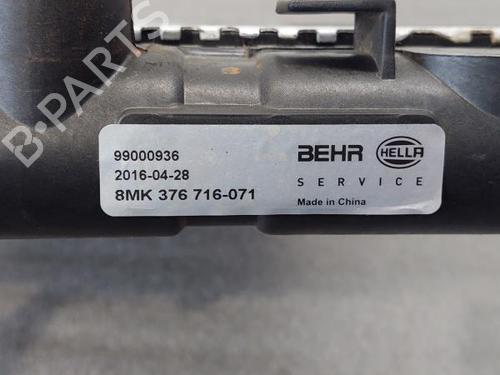 B-PARTS
99000936
2016-04-28
8MK 376 716-071
BEHR HELLA
SERVICE
Made in China